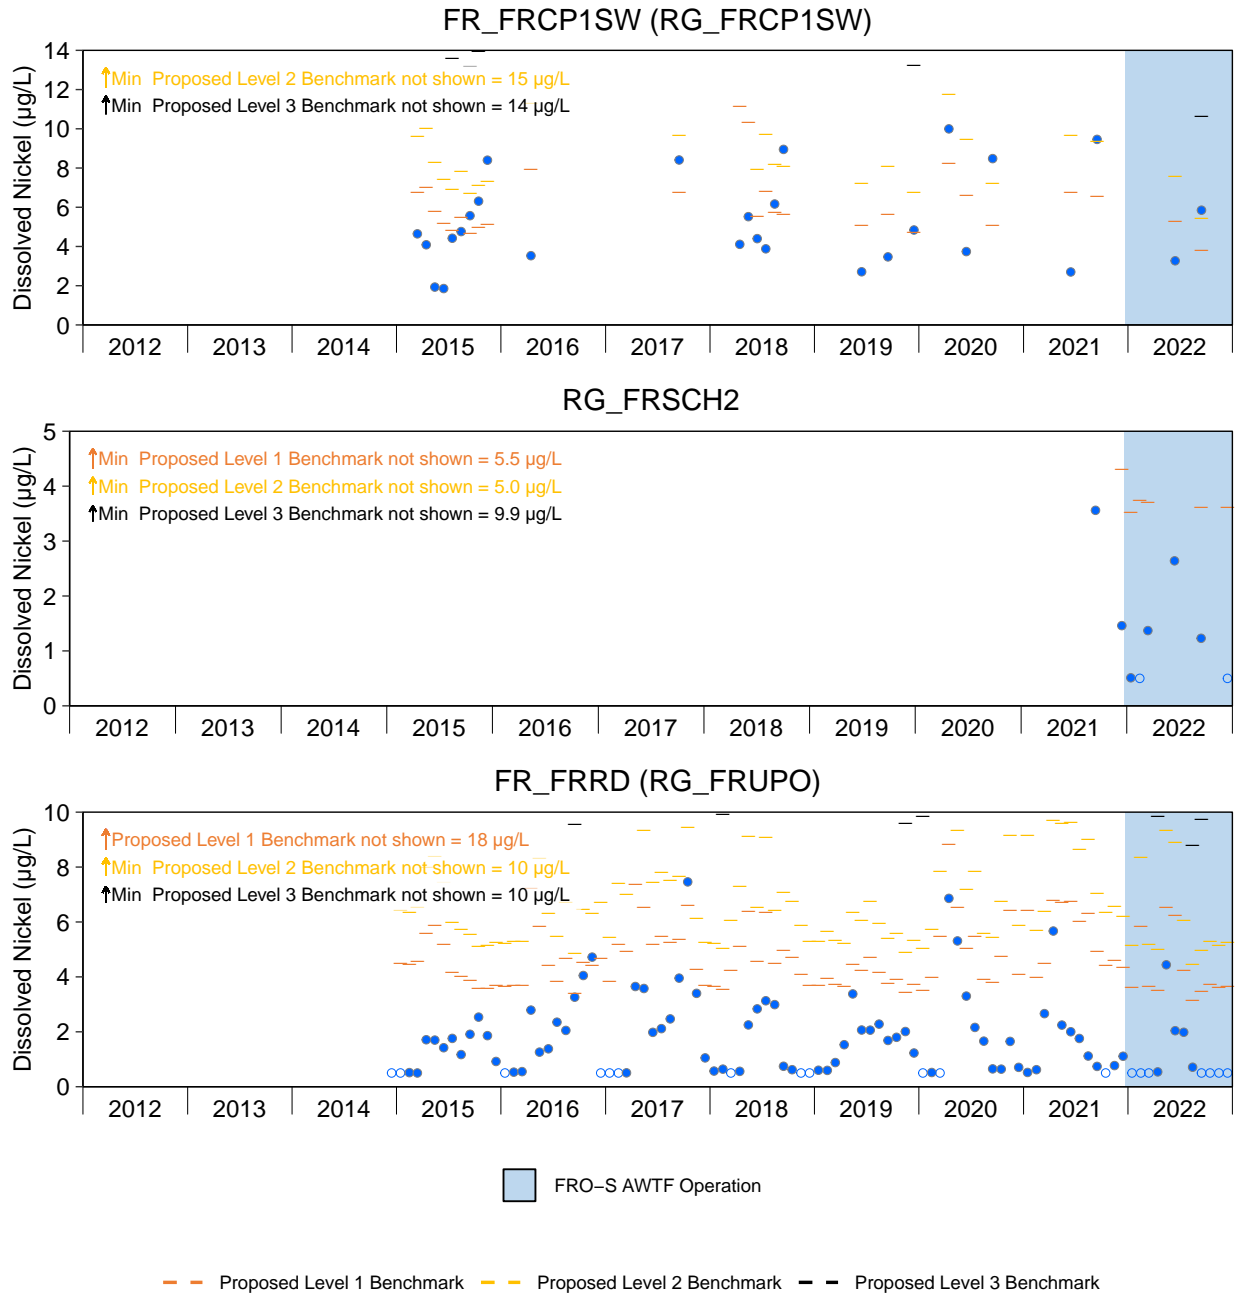 FR_FRCP1SW (RG_FRCP1SW)
Dissolved Nickel (µg/L)
14
12
10
8
6
4
2
0
Min Proposed Level 2 Benchmark not shown = 15 µg/L
Min Proposed Level 3 Benchmark not shown = 14 µg/L
2012 2013 2014 2015 2016 2017 2018 2019 2020 2021 2022
RG_FRSCH2
Dissolved Nickel (µg/L)
5
4
3
2
1
0
Min Proposed Level 1 Benchmark not shown = 5.5 µg/L
Min Proposed Level 2 Benchmark not shown = 5.0 µg/L
Min Proposed Level 3 Benchmark not shown = 9.9 µg/L
2012 2013 2014 2015 2016 2017 2018 2019 2020 2021 2022
FR_FRRD (RG_FRUPO)
Dissolved Nickel (µg/L)
10
8
6
4
2
0
Proposed Level 1 Benchmark not shown = 18 µg/L
Min Proposed Level 2 Benchmark not shown = 10 µg/L
Min Proposed Level 3 Benchmark not shown = 10 µg/L
2012 2013 2014 2015 2016 2017 2018 2019 2020 2021 2022
FRO−S AWTF Operation
Proposed Level 1 Benchmark Proposed Level 2 Benchmark Proposed Level 3 Benchmark